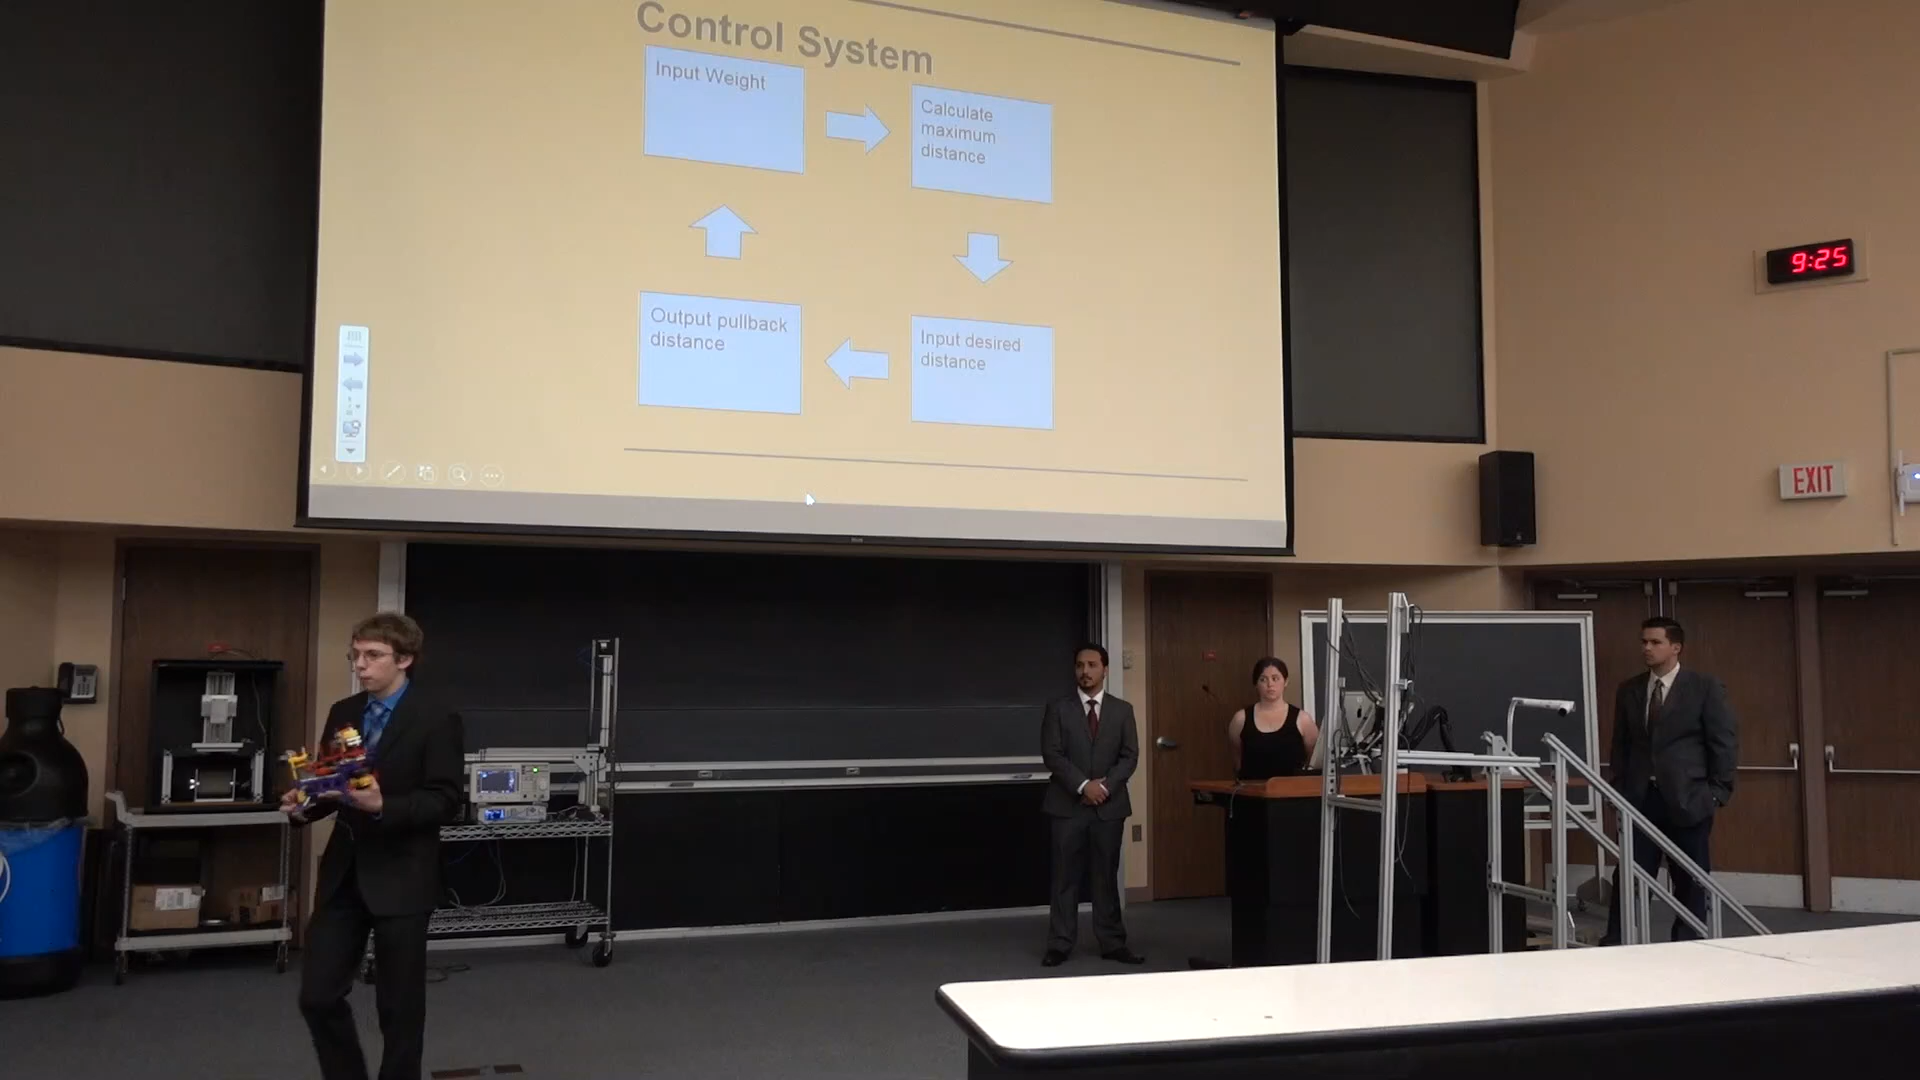 Control System
Input Weight
Calculate
maximum
distance
Output pullback
distance
Input desired
distance
9:25
EXIT